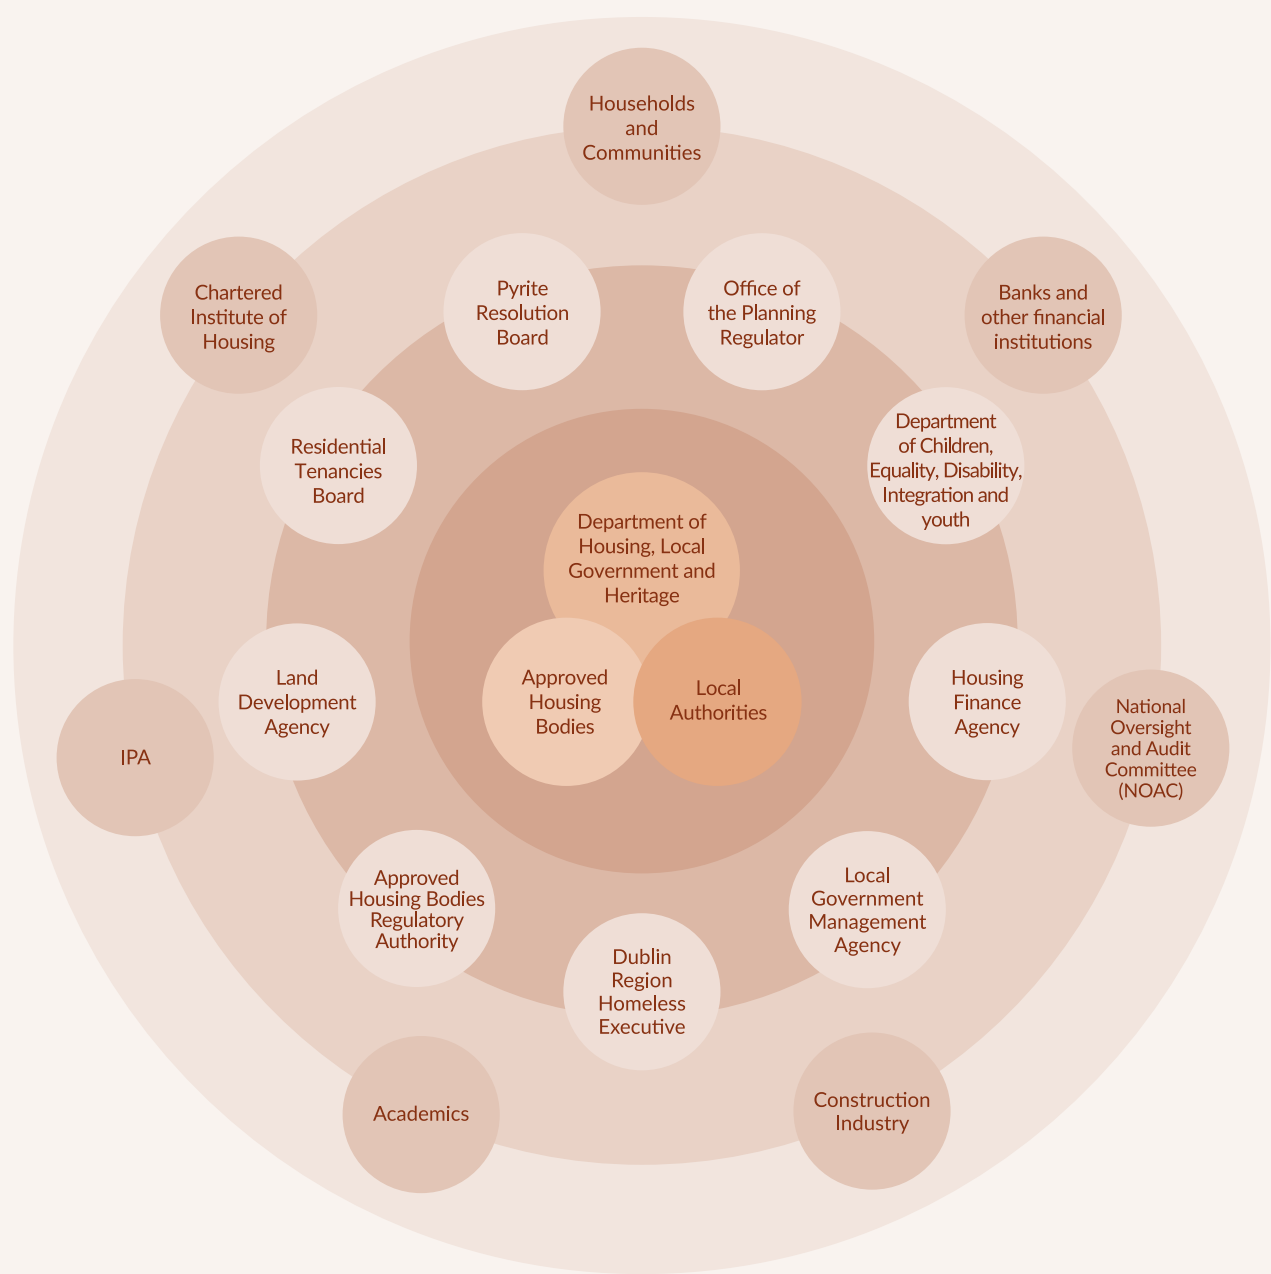 Households
and
Communities
Chartered
Institute of
Housing
Pyrite
Resolution
Board
Office of
the Planning
Regulator
Banks and
other financial
institutions
Residential
Tenancies
Board
Department
of Children,
Equality, Disability,
Integration and
youth
Department of
Housing, Local
Government and
Heritage
Land
Development
Agency
Approved
Housing
Bodies
Local
Authorities
Housing
Finance
Agency
IPA
National
Oversight
and Audit
Committee
(NOAC)
Approved
Housing Bodies
Regulatory
Authority
Local
Government
Management
Agency
Dublin
Region
Homeless
Executive
Academics
Construction
Industry